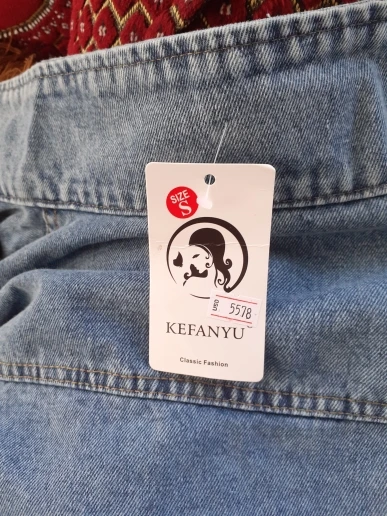 SIZE
S
USD 5578
KEFANYU
Classic Fashion